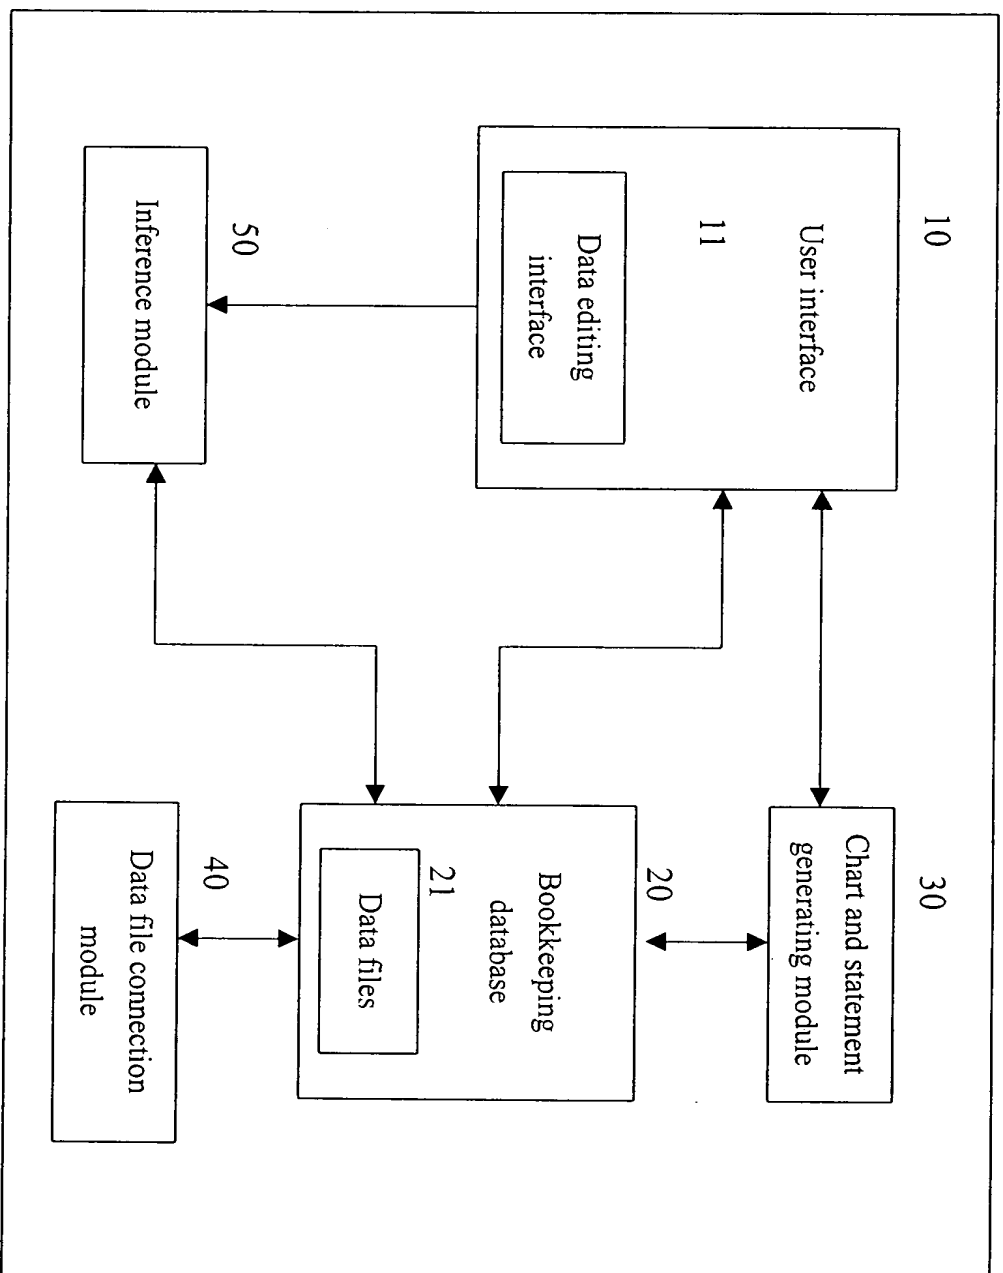 10
User interface
11
Data editing
interface
50
Inference module
30
Chart and statement
generating module
20
Bookkeeping
database
21
Data files
40
Data file connection
module